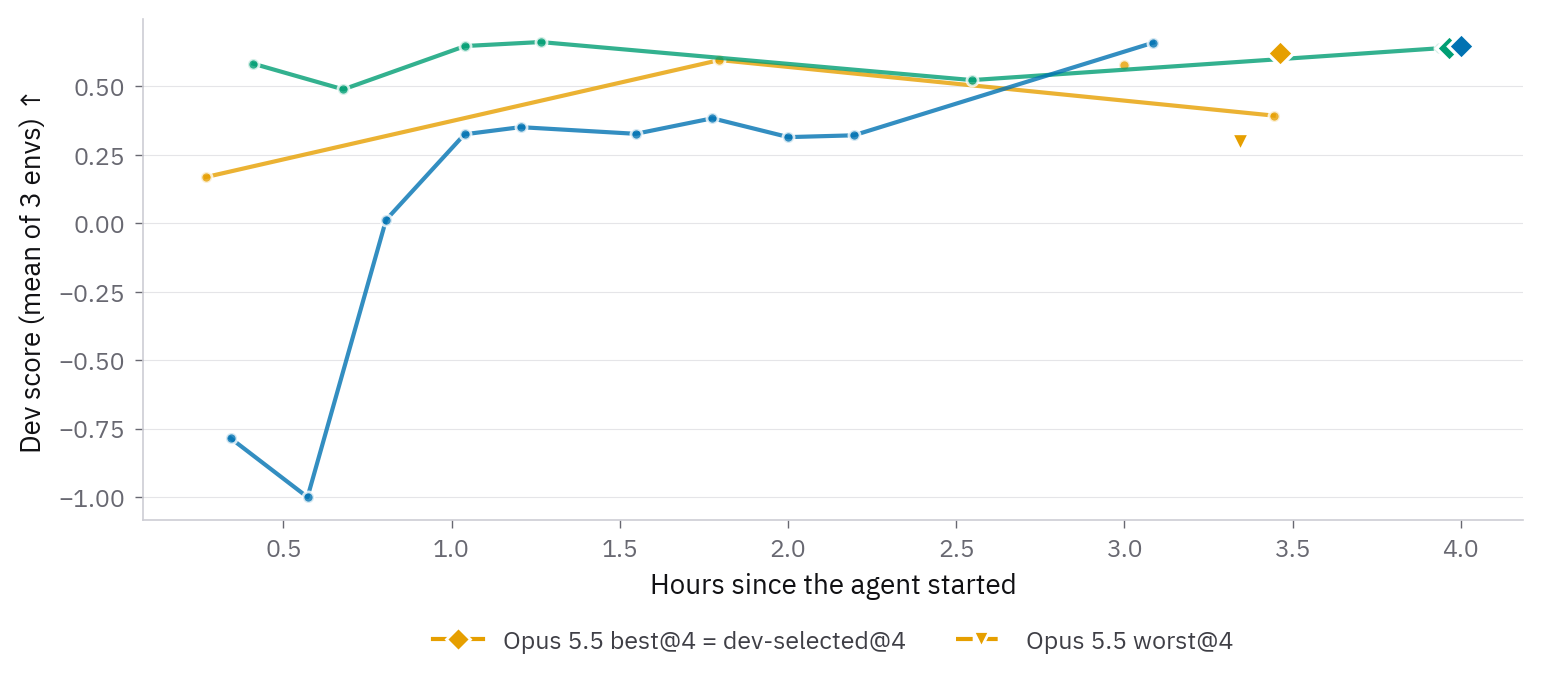 Dev score (mean of 3 envs) ↑
0.50
0.25
0.00
−0.25
−0.50
−0.75
−1.00
0.5 1.0 1.5 2.0 2.5 3.0 3.5 4.0
Hours since the agent started
Opus 5.5 best@4 = dev-selected@4 Opus 5.5 worst@4